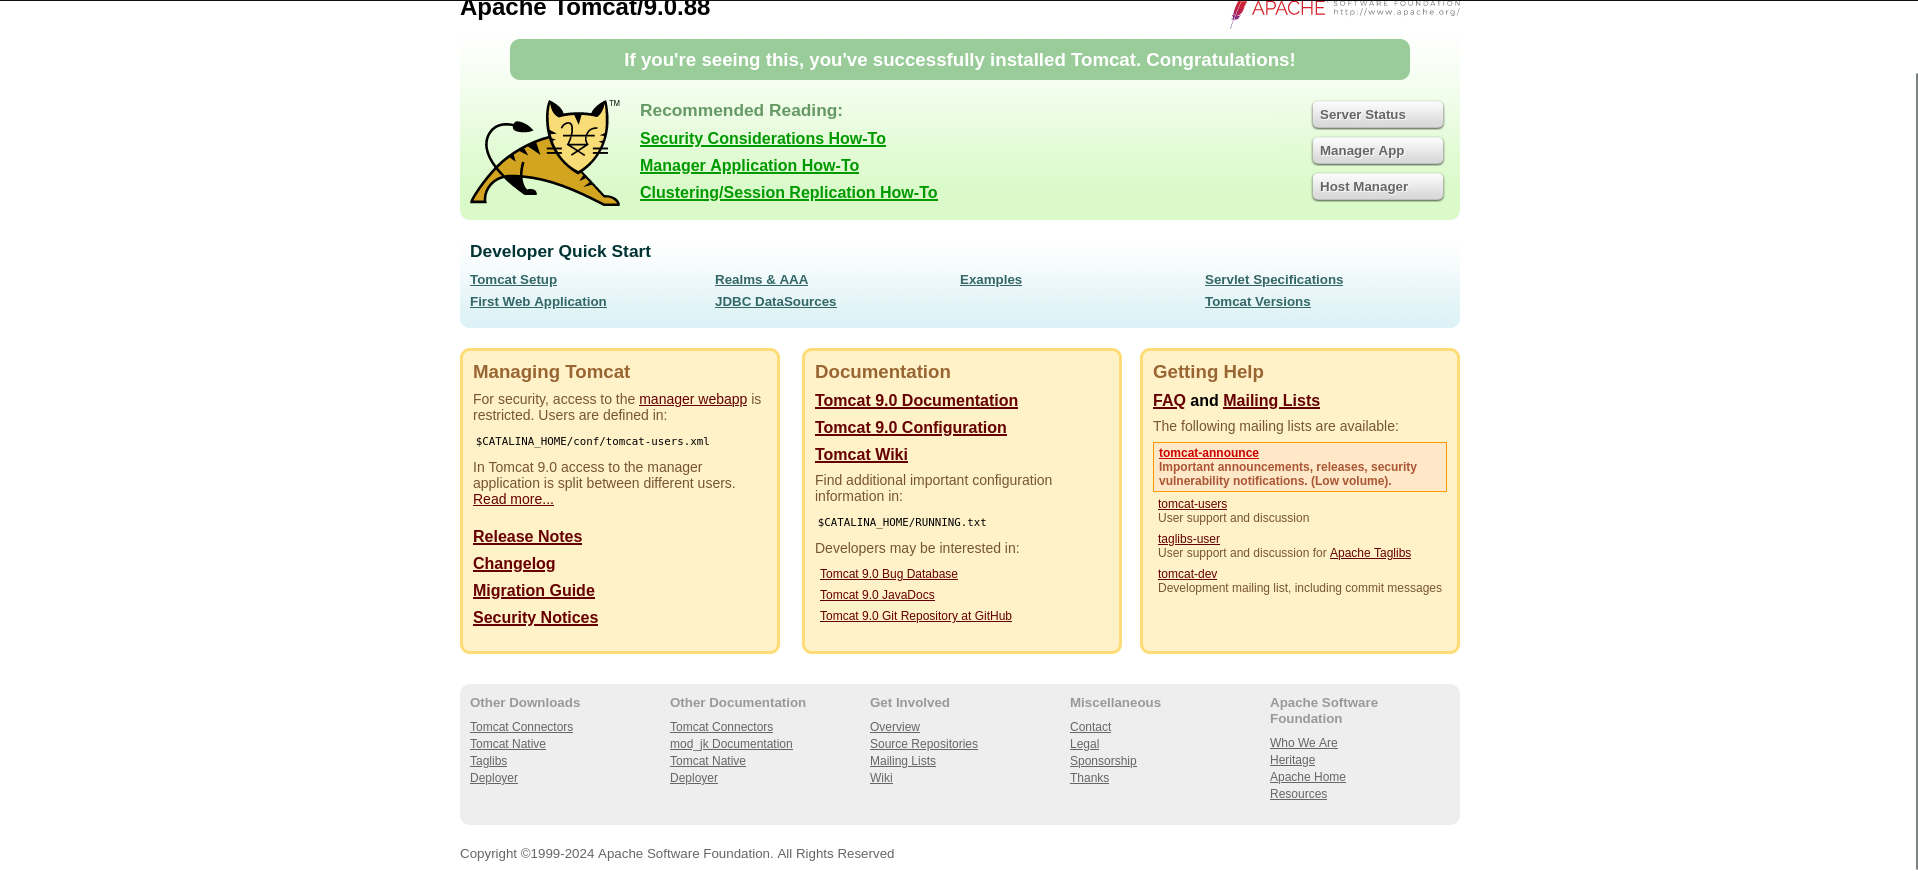 Apache Tomcat/9.0.88
APACHE
SOFTWARE FOUNDATION
http://www.apache.org/
If you're seeing this, you've successfully installed Tomcat. Congratulations!
TM
Recommended Reading:
Security Considerations How-To
Manager Application How-To
Clustering/Session Replication How-To
Server Status
Manager App
Host Manager
Developer Quick Start
Tomcat Setup
First Web Application
Realms & AAA
JDBC DataSources
Examples
Servlet Specifications
Tomcat Versions
Managing Tomcat
For security, access to the manager webapp is
restricted. Users are defined in:
$CATALINA_HOME/conf/tomcat-users.xml
In Tomcat 9.0 access to the manager
application is split between different users.
Read more...
Release Notes
Changelog
Migration Guide
Security Notices
Documentation
Tomcat 9.0 Documentation
Tomcat 9.0 Configuration
Tomcat Wiki
Find additional important configuration
information in:
$CATALINA_HOME/RUNNING.txt
Developers may be interested in:
Tomcat 9.0 Bug Database
Tomcat 9.0 JavaDocs
Tomcat 9.0 Git Repository at GitHub
Getting Help
FAQ and Mailing Lists
The following mailing lists are available:
tomcat-announce
Important announcements, releases, security
vulnerability notifications. (Low volume).
tomcat-users
User support and discussion
taglibs-user
User support and discussion for Apache Taglibs
tomcat-dev
Development mailing list, including commit messages
Other Downloads
Tomcat Connectors
Tomcat Native
Taglibs
Deployer
Other Documentation
Tomcat Connectors
mod_jk Documentation
Tomcat Native
Deployer
Get Involved
Overview
Source Repositories
Mailing Lists
Wiki
Miscellaneous
Contact
Legal
Sponsorship
Thanks
Apache Software
Foundation
Who We Are
Heritage
Apache Home
Resources
Copyright ©1999-2024 Apache Software Foundation. All Rights Reserved